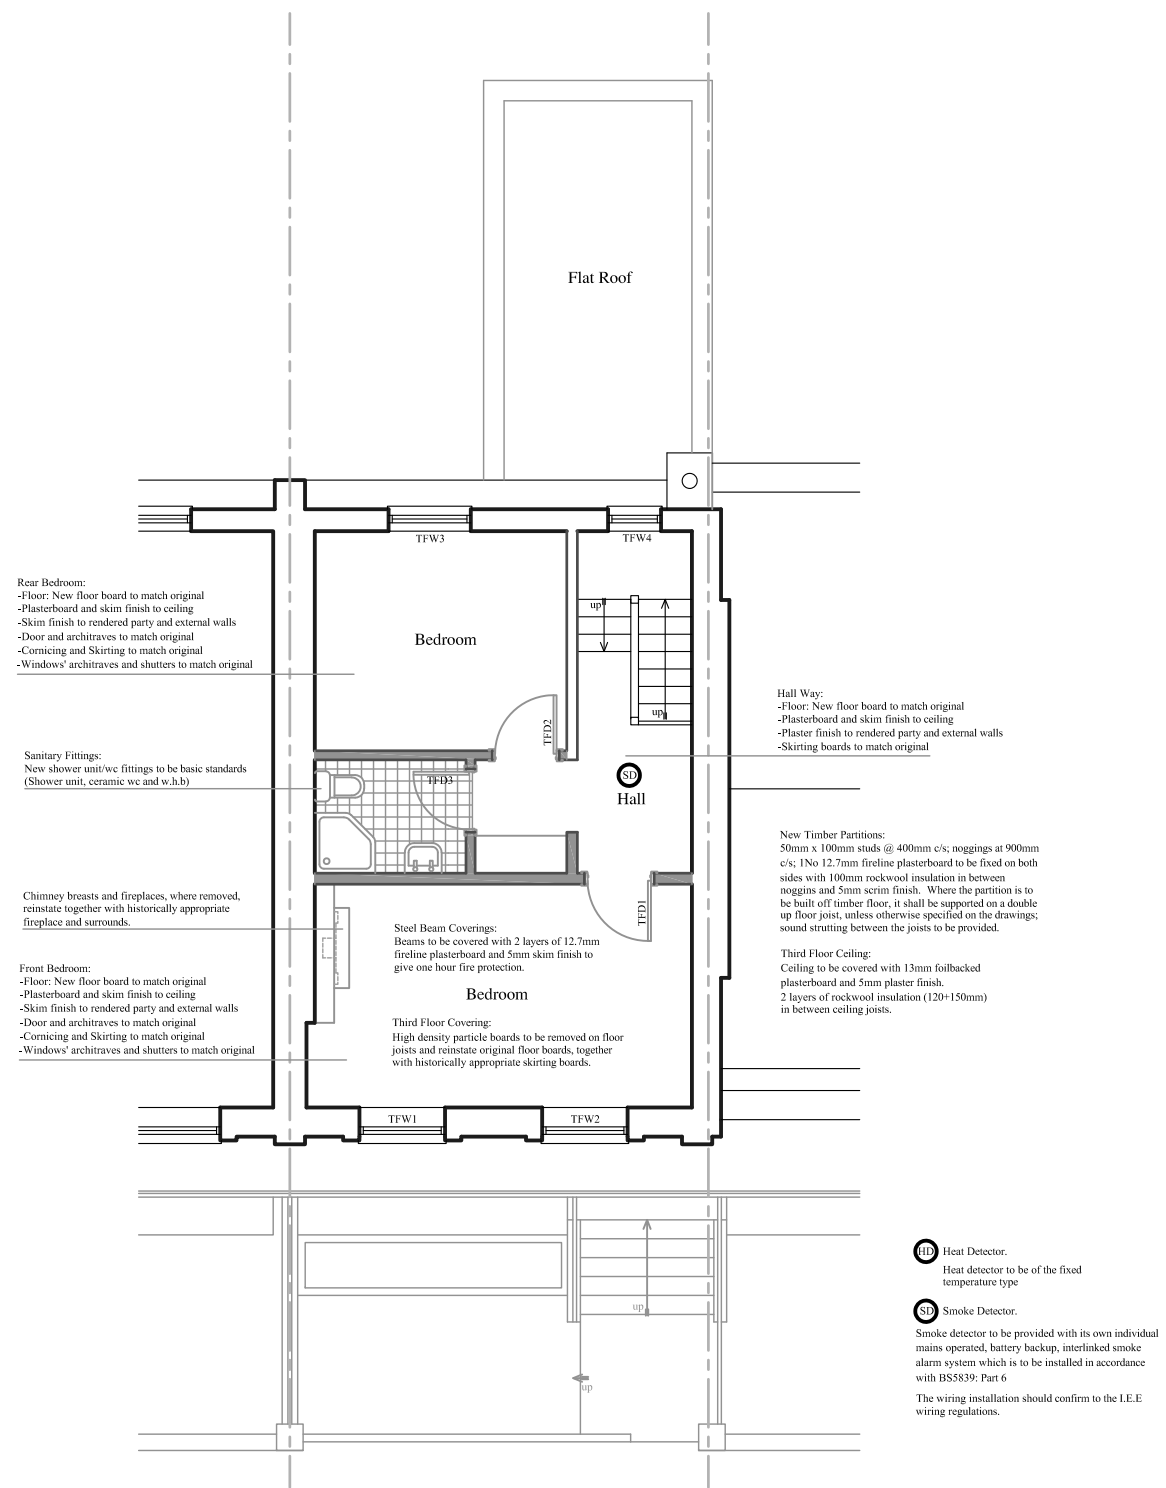 Flat Roof
TFW3
TFW4
Rear Bedroom:
-Floor: New floor board to match original
-Plasterboard and skim finish to ceiling
-Skim finish to rendered party and external walls
-Door and architraves to match original
-Cornicing and Skirting to match original
-Windows' architraves and shutters to match original
up
Bedroom
up
TFD2
Hall Way:
-Floor: New floor board to match original
-Plasterboard and skim finish to ceiling
-Plaster finish to rendered party and external walls
-Skirting boards to match original
Sanitary Fittings:
New shower unit/wc fittings to be basic standards
(Shower unit, ceramic wc and w.h.b)
TFD3
SD
Hall
New Timber Partitions:
50mm x 100mm studs @ 400mm c/s; noggings at 900mm
c/s; 1No 12.7mm fireline plasterboard to be fixed on both
sides with 100mm rockwool insulation in between
noggins and 5mm scrim finish. Where the partition is to
be built off timber floor, it shall be supported on a double
up floor joist, unless otherwise specified on the drawings;
sound strutting between the joists to be provided.
Third Floor Ceiling:
Ceiling to be covered with 13mm foilbacked
plasterboard and 5mm plaster finish.
2 layers of rockwool insulation (120+150mm)
in between ceiling joists.
Chimney breasts and fireplaces, where removed,
reinstate together with historically appropriate
fireplace and surrounds.
TFD1
Steel Beam Coverings:
Beams to be covered with 2 layers of 12.7mm
fireline plasterboard and 5mm skim finish to
give one hour fire protection.
Bedroom
Front Bedroom:
-Floor: New floor board to match original
-Plasterboard and skim finish to ceiling
-Skim finish to rendered party and external walls
-Door and architraves to match original
-Cornicing and Skirting to match original
-Windows' architraves and shutters to match original
Third Floor Covering:
High density particle boards to be removed on floor
joists and reinstate original floor boards, together
with historically appropriate skirting boards.
TFW1
TFW2
up
up
HD Heat Detector.
Heat detector to be of the fixed
temperature type
SD Smoke Detector.
Smoke detector to be provided with its own individual
mains operated, battery backup, interlinked smoke
alarm system which is to be installed in accordance
with BS5839: Part 6
The wiring installation should confirm to the I.E.E
wiring regulations.